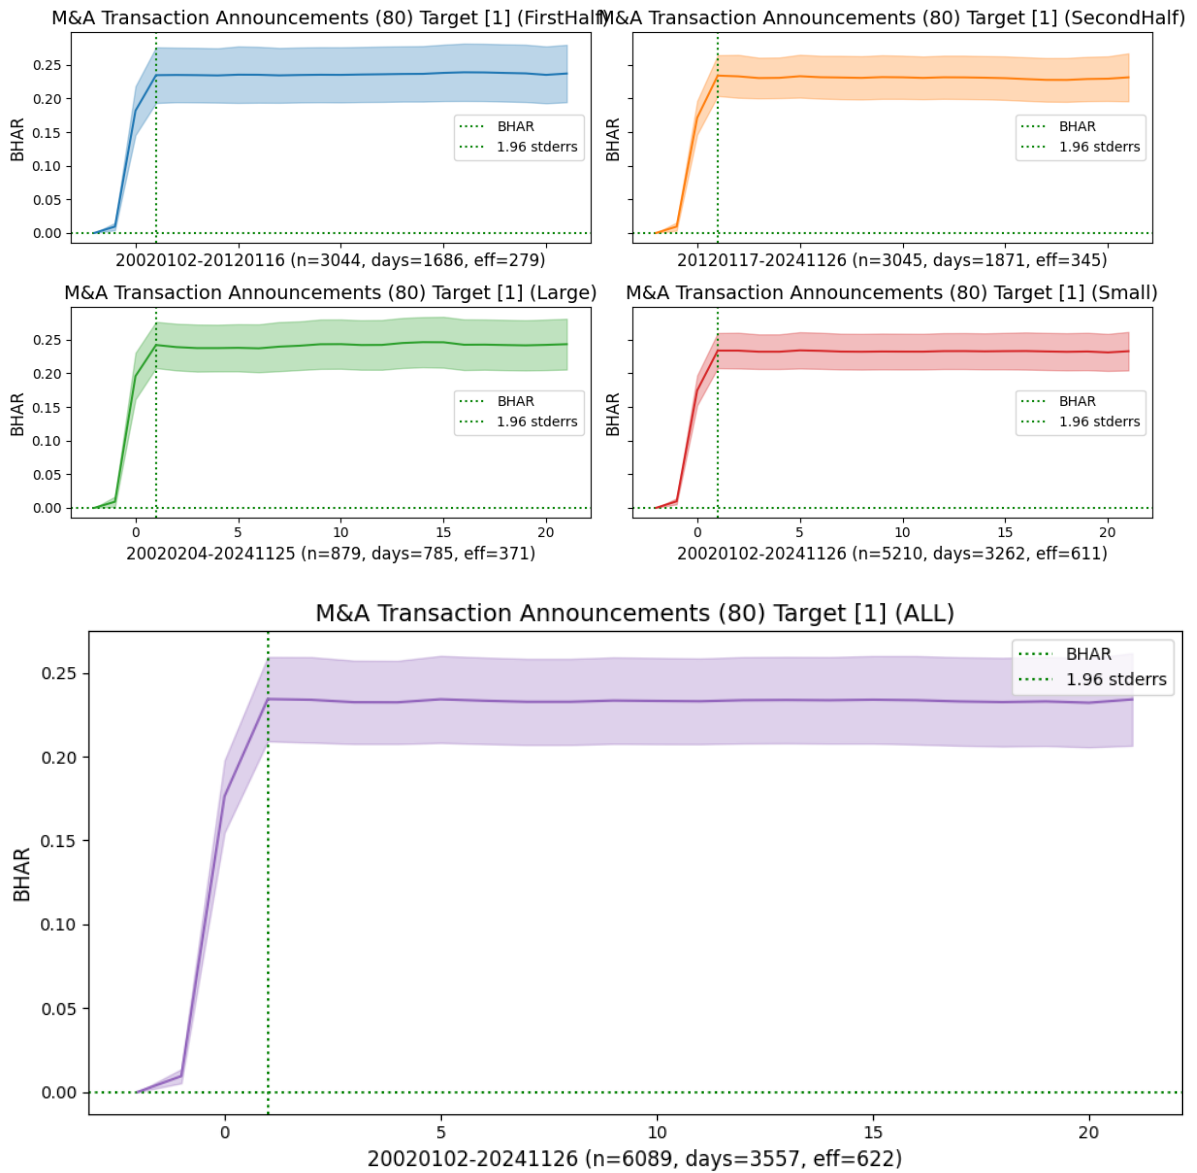 M&A Transaction Announcements (80) Target [1] (FirstHalf)
0.25
0.20
0.15
0.10
0.05
0.00
BHAR
BHAR
1.96 stderrs
20020102-20120116 (n=3044, days=1686, eff=279)
M&A Transaction Announcements (80) Target [1] (SecondHalf)
BHAR
BHAR
1.96 stderrs
20120117-20241126 (n=3045, days=1871, eff=345)
M&A Transaction Announcements (80) Target [1] (Large)
0.25
0.20
0.15
0.10
0.05
0.00
BHAR
BHAR
1.96 stderrs
0 5 10 15 20
20020204-20241125 (n=879, days=785, eff=371)
M&A Transaction Announcements (80) Target [1] (Small)
BHAR
BHAR
1.96 stderrs
0 5 10 15 20
20020102-20241126 (n=5210, days=3262, eff=611)
M&A Transaction Announcements (80) Target [1] (ALL)
0.25
0.20
0.15
0.10
0.05
0.00
BHAR
BHAR
1.96 stderrs
0 5 10 15 20
20020102-20241126 (n=6089, days=3557, eff=622)